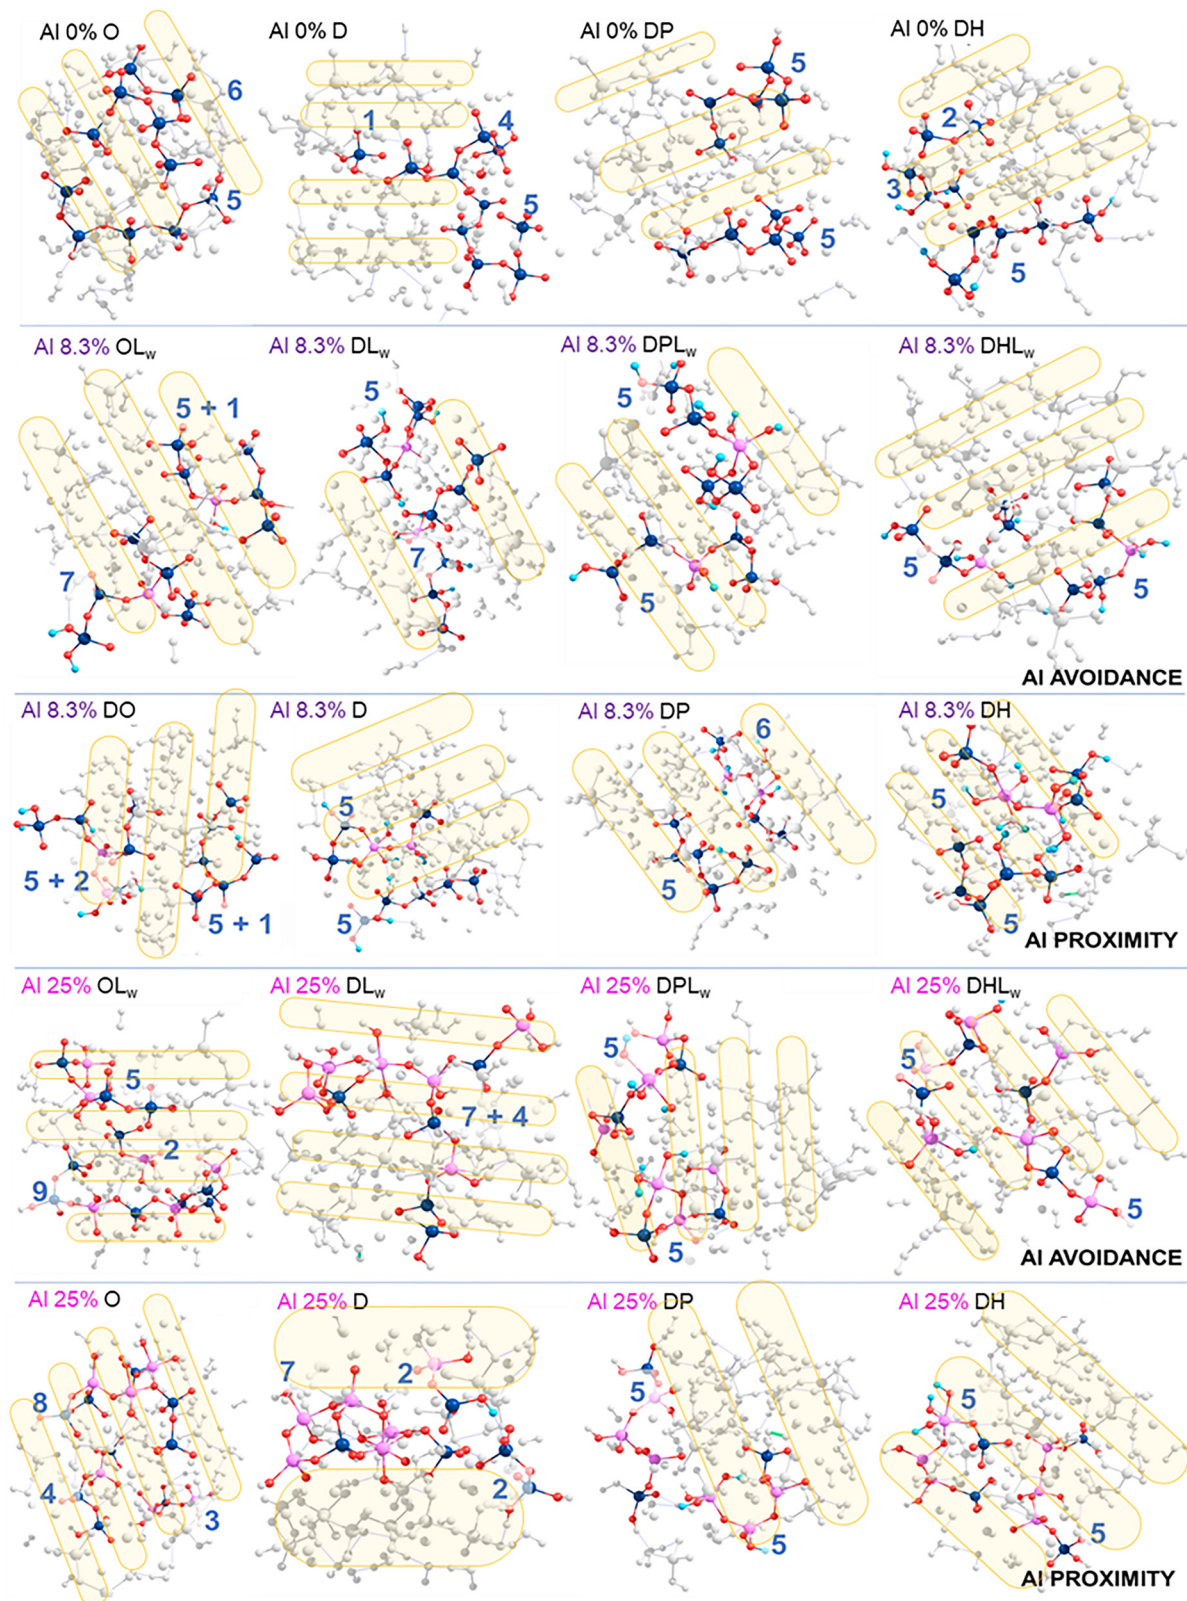 Al 0% O
Al 0% D
Al 0% DP
Al 0% DH
6
5
1
4
5
5
5
2
3
5
Al 8.3% OLw
Al 8.3% DLw
Al 8.3% DPLw
Al 8.3% DHLw
5 + 1
7
5
7
5
5
5
5
Al AVOIDANCE
Al 8.3% DO
Al 8.3% D
Al 8.3% DP
Al 8.3% DH
5 + 2
5 + 1
5
5
6
5
5
5
Al PROXIMITY
Al 25% OLw
Al 25% DLw
Al 25% DPLw
Al 25% DHLw
5
2
9
7 + 4
5
5
5
5
Al AVOIDANCE
Al 25% O
Al 25% D
Al 25% DP
Al 25% DH
8
4
3
7
2
2
5
5
5
5
Al PROXIMITY